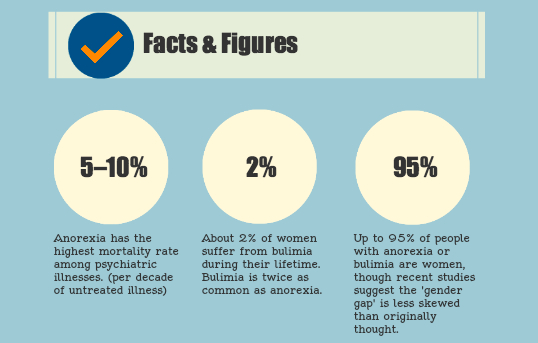 Facts & Figures
5–10%
2%
95%
Anorexia has the
highest mortality rate
among psychiatric
illnesses. (per decade
of untreated illness)
About 2% of women
suffer from bulimia
during their lifetime.
Bulimia is twice as
common as anorexia.
Up to 95% of people
with anorexia or
bulimia are women,
though recent studies
suggest the 'gender
gap' is less skewed
than originally
thought.